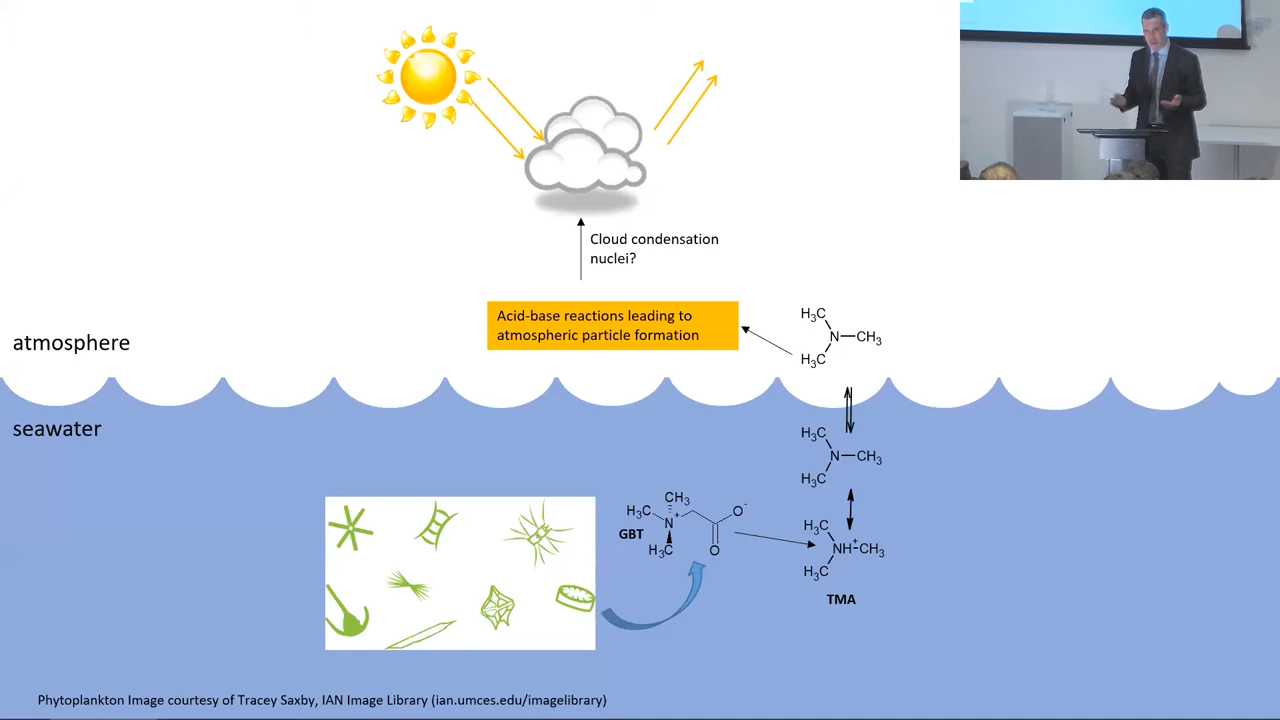 Cloud condensation
nuclei?
Acid-base reactions leading to
atmospheric particle formation
H₃C
N
CH₃
H₃C
atmosphere
seawater
H₃C
N
CH₃
H₃C
CH₃
H₃C
N⁺
O⁻
GBT
H₃C
O
H₃C
NH⁺
CH₃
H₃C
TMA
Phytoplankton Image courtesy of Tracey Saxby, IAN Image Library (ian.umces.edu/imagelibrary)